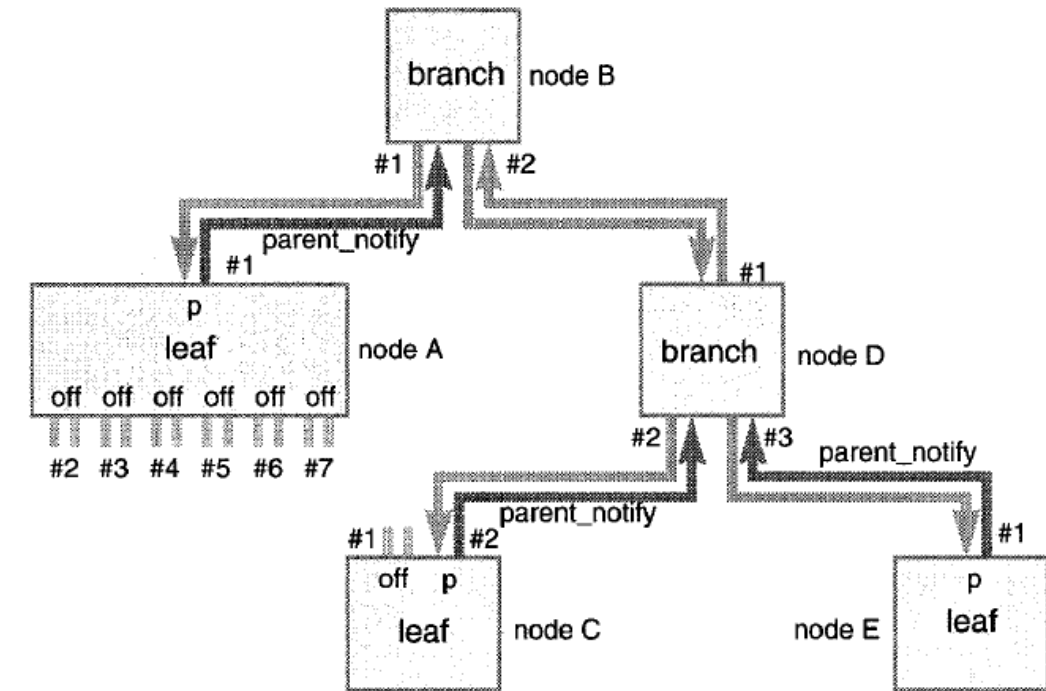 branch node B
#1 #2
parent_notify
#1 #1
p
leaf node A
branch node D
off off off off off off
#2 #3 #4 #5 #6 #7
#2 #3
parent_notify
parent_notify
#1 #2 #1
off p p
leaf node C
node E leaf